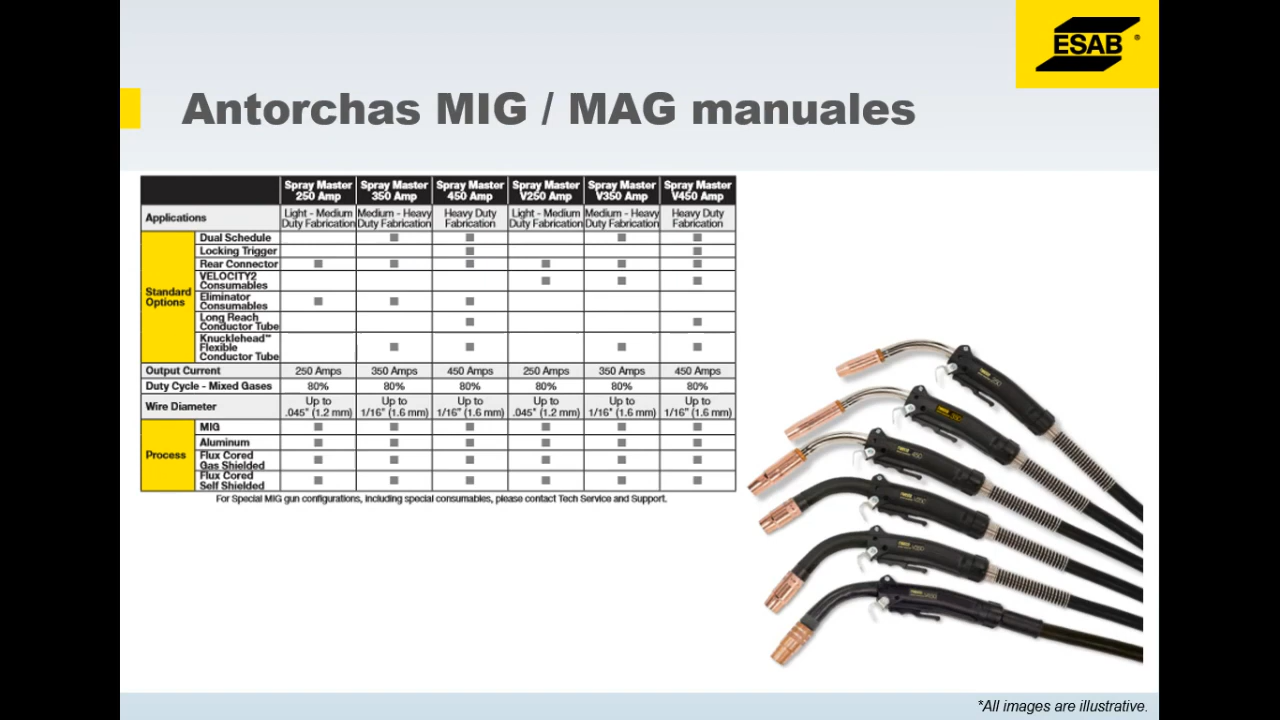 ESAB ®
Antorchas MIG / MAG manuales
Spray Master 250 Amp Spray Master 350 Amp Spray Master 450 Amp Spray Master V250 Amp Spray Master V350 Amp Spray Master V450 Amp
Applications Light - Medium Duty Fabrication Medium - Heavy Duty Fabrication Heavy Duty Fabrication Light - Medium Duty Fabrication Medium - Heavy Duty Fabrication Heavy Duty Fabrication
Standard Options
Dual Schedule ■ ■ ■ ■
Locking Trigger ■ ■
Rear Connector ■ ■ ■ ■ ■ ■
VELOCITY2 Consumables ■ ■ ■
Eliminator Consumables ■ ■ ■
Long Reach Conductor Tube ■ ■
Knucklehead™ Flexible Conductor Tube ■ ■ ■ ■
Output Current 250 Amps 350 Amps 450 Amps 250 Amps 350 Amps 450 Amps
Duty Cycle - Mixed Gases 80% 80% 80% 80% 80% 80%
Wire Diameter Up to .045" (1.2 mm) Up to 1/16" (1.6 mm) Up to 1/16" (1.6 mm) Up to .045" (1.2 mm) Up to 1/16" (1.6 mm) Up to 1/16" (1.6 mm)
Process
MIG ■ ■ ■ ■ ■ ■
Aluminum ■ ■ ■ ■ ■ ■
Flux Cored Gas Shielded ■ ■ ■ ■ ■ ■
Flux Cored Self Shielded ■ ■ ■ ■ ■ ■
For Special MIG gun configurations, including special consumables, please contact Tech Service and Support.
*All images are illustrative.